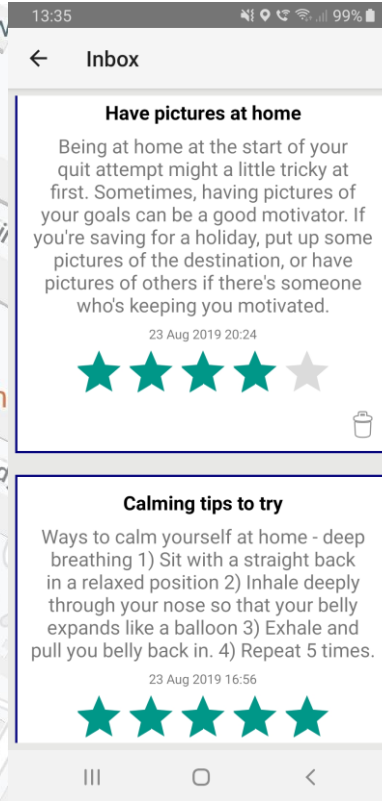 13:35
99%
Inbox
Have pictures at home
Being at home at the start of your
quit attempt might a little tricky at
first. Sometimes, having pictures of
your goals can be a good motivator. If
you're saving for a holiday, put up some
pictures of the destination, or have
pictures of others if there's someone
who's keeping you motivated.
23 Aug 2019 20:24
Calming tips to try
Ways to calm yourself at home - deep
breathing 1) Sit with a straight back
in a relaxed position 2) Inhale deeply
through your nose so that your belly
expands like a balloon 3) Exhale and
pull you belly back in. 4) Repeat 5 times.
23 Aug 2019 16:56